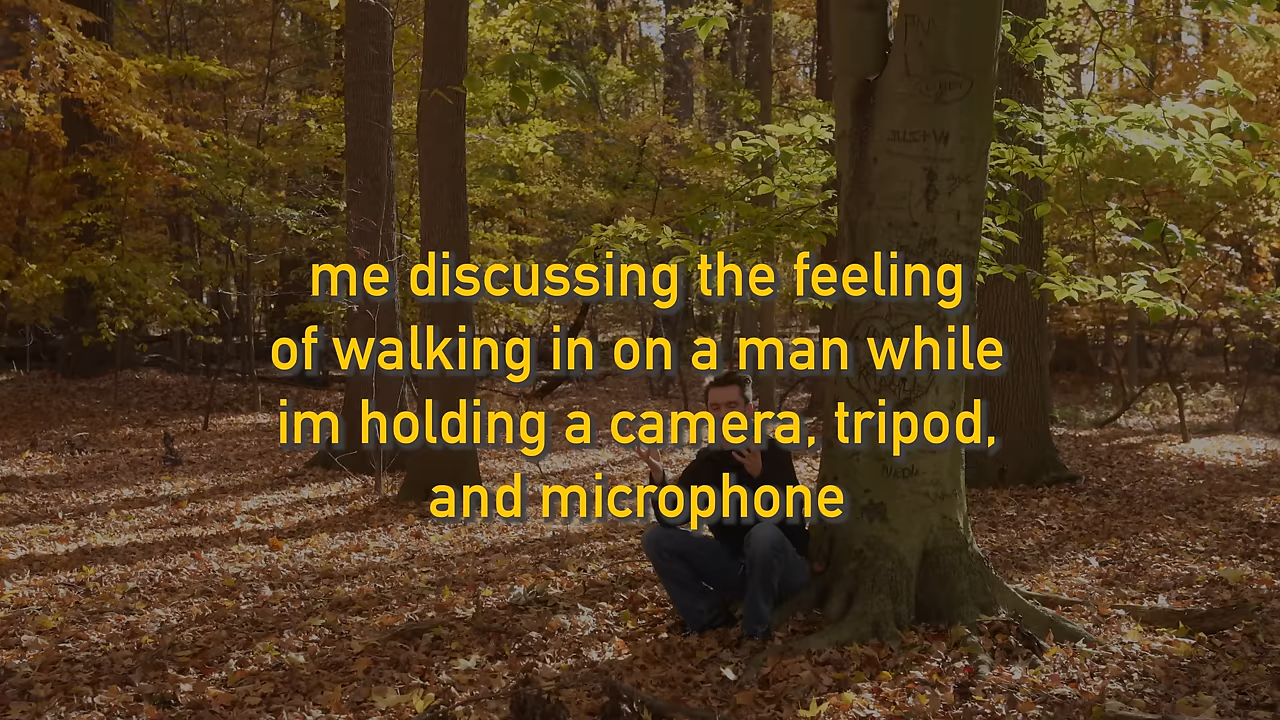 me discussing the feeling
of walking in on a man while
im holding a camera, tripod,
and microphone